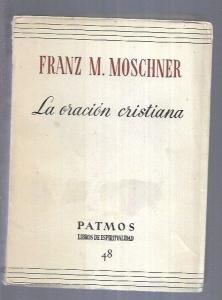 FRANZ M. MOSCHNER
La oración cristiana
PATMOS
LIBROS DE ESPIRITUALIDAD
48